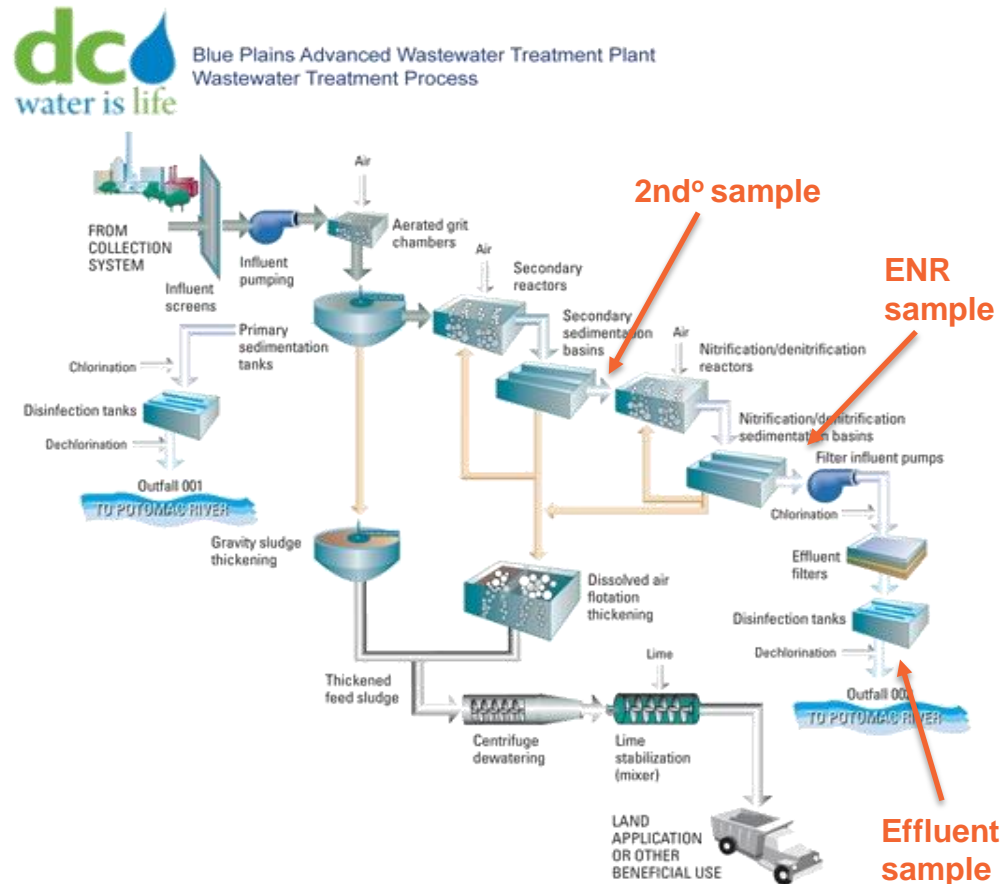 dc
water is life
Blue Plains Advanced Wastewater Treatment Plant
Wastewater Treatment Process
Air
2ndº sample
FROM
COLLECTION
SYSTEM
Influent
screens
Influent
pumping
Aerated grit
chambers
Air
Secondary
reactors
ENR
sample
Primary
sedimentation
tanks
Secondary
sedimentation
basins
Air
Nitrification/denitrification
reactors
Chlorination
Disinfection tanks
Dechlorination
Outfall 001
TO POTOMAC RIVER
Nitrification/denitrification
sedimentation basins
Filter influent pumps
Chlorination
Effluent
filters
Gravity sludge
thickening
Dissolved air
flotation
thickening
Disinfection tanks
Dechlorination
Outfall 002
TO POTOMAC RIVER
Thickened
feed sludge
Lime
Centrifuge
dewatering
Lime
stabilization
(mixer)
LAND
APPLICATION
OR OTHER
BENEFICIAL USE
Effluent
sample